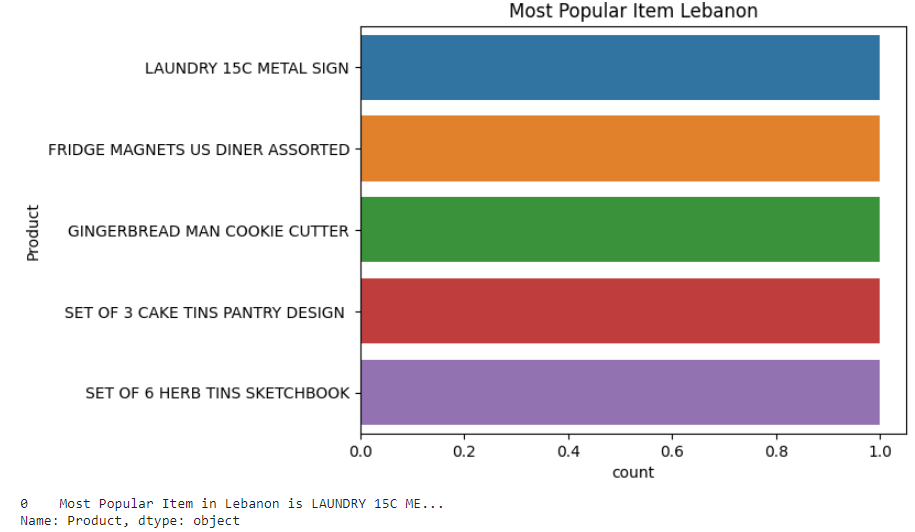 Most Popular Item Lebanon
LAUNDRY 15C METAL SIGN
FRIDGE MAGNETS US DINER ASSORTED
GINGERBREAD MAN COOKIE CUTTER
SET OF 3 CAKE TINS PANTRY DESIGN
SET OF 6 HERB TINS SKETCHBOOK
Product
0.0 0.2 0.4 0.6 0.8 1.0
count
0    Most Popular Item in Lebanon is LAUNDRY 15C ME...
Name: Product, dtype: object